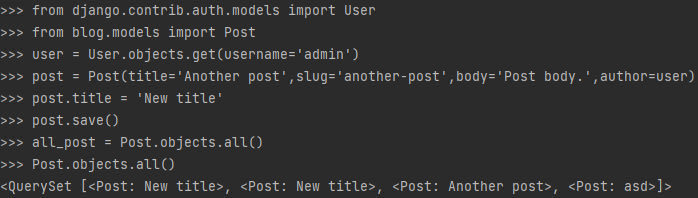 >>> from django.contrib.auth.models import User
>>> from blog.models import Post
>>> user = User.objects.get(username='admin')
>>> post = Post(title='Another post',slug='another-post',body='Post body.',author=user)
>>> post.title = 'New title'
>>> post.save()
>>> all_post = Post.objects.all()
>>> Post.objects.all()
<QuerySet [<Post: New title>, <Post: New title>, <Post: Another post>, <Post: asd>]>